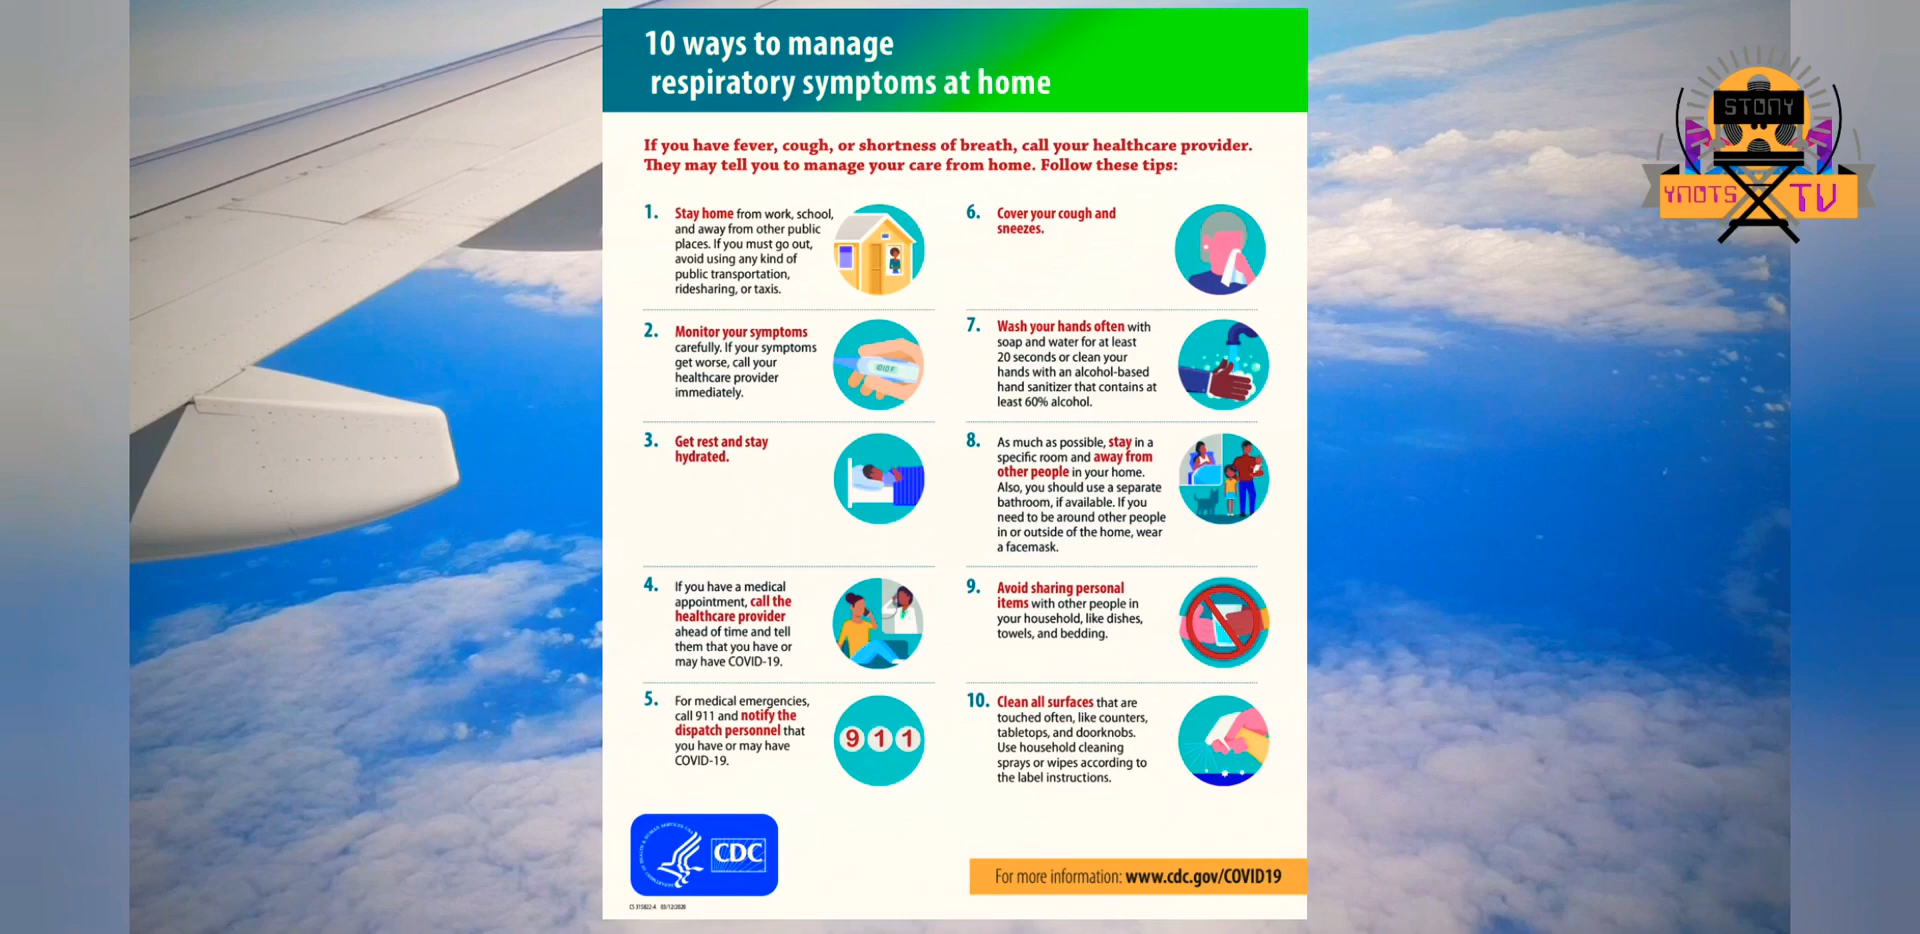 10 ways to manage
respiratory symptoms at home
If you have fever, cough, or shortness of breath, call your healthcare provider.
They may tell you to manage your care from home. Follow these tips:
1. Stay home from work, school,
and away from other public
places. If you must go out,
avoid using any kind of
public transportation,
ridesharing, or taxis.
2. Monitor your symptoms
carefully. If your symptoms
get worse, call your
healthcare provider
immediately.
3. Get rest and stay
hydrated.
4. If you have a medical
appointment, call the
healthcare provider
ahead of time and tell
them that you have or
may have COVID-19.
5. For medical emergencies,
call 911 and notify the
dispatch personnel that
you have or may have
COVID-19.
911
6. Cover your cough and
sneezes.
7. Wash your hands often with
soap and water for at least
20 seconds or clean your
hands with an alcohol-based
hand sanitizer that contains at
least 60% alcohol.
8. As much as possible, stay in a
specific room and away from
other people in your home.
Also, you should use a separate
bathroom, if available. If you
need to be around other people
in or outside of the home, wear
a facemask.
9. Avoid sharing personal
items with other people in
your household, like dishes,
towels, and bedding.
10. Clean all surfaces that are
touched often, like counters,
tabletops, and doorknobs.
Use household cleaning
sprays or wipes according to
the label instructions.
CDC
For more information: www.cdc.gov/COVID19
STONY
YNOTS TV